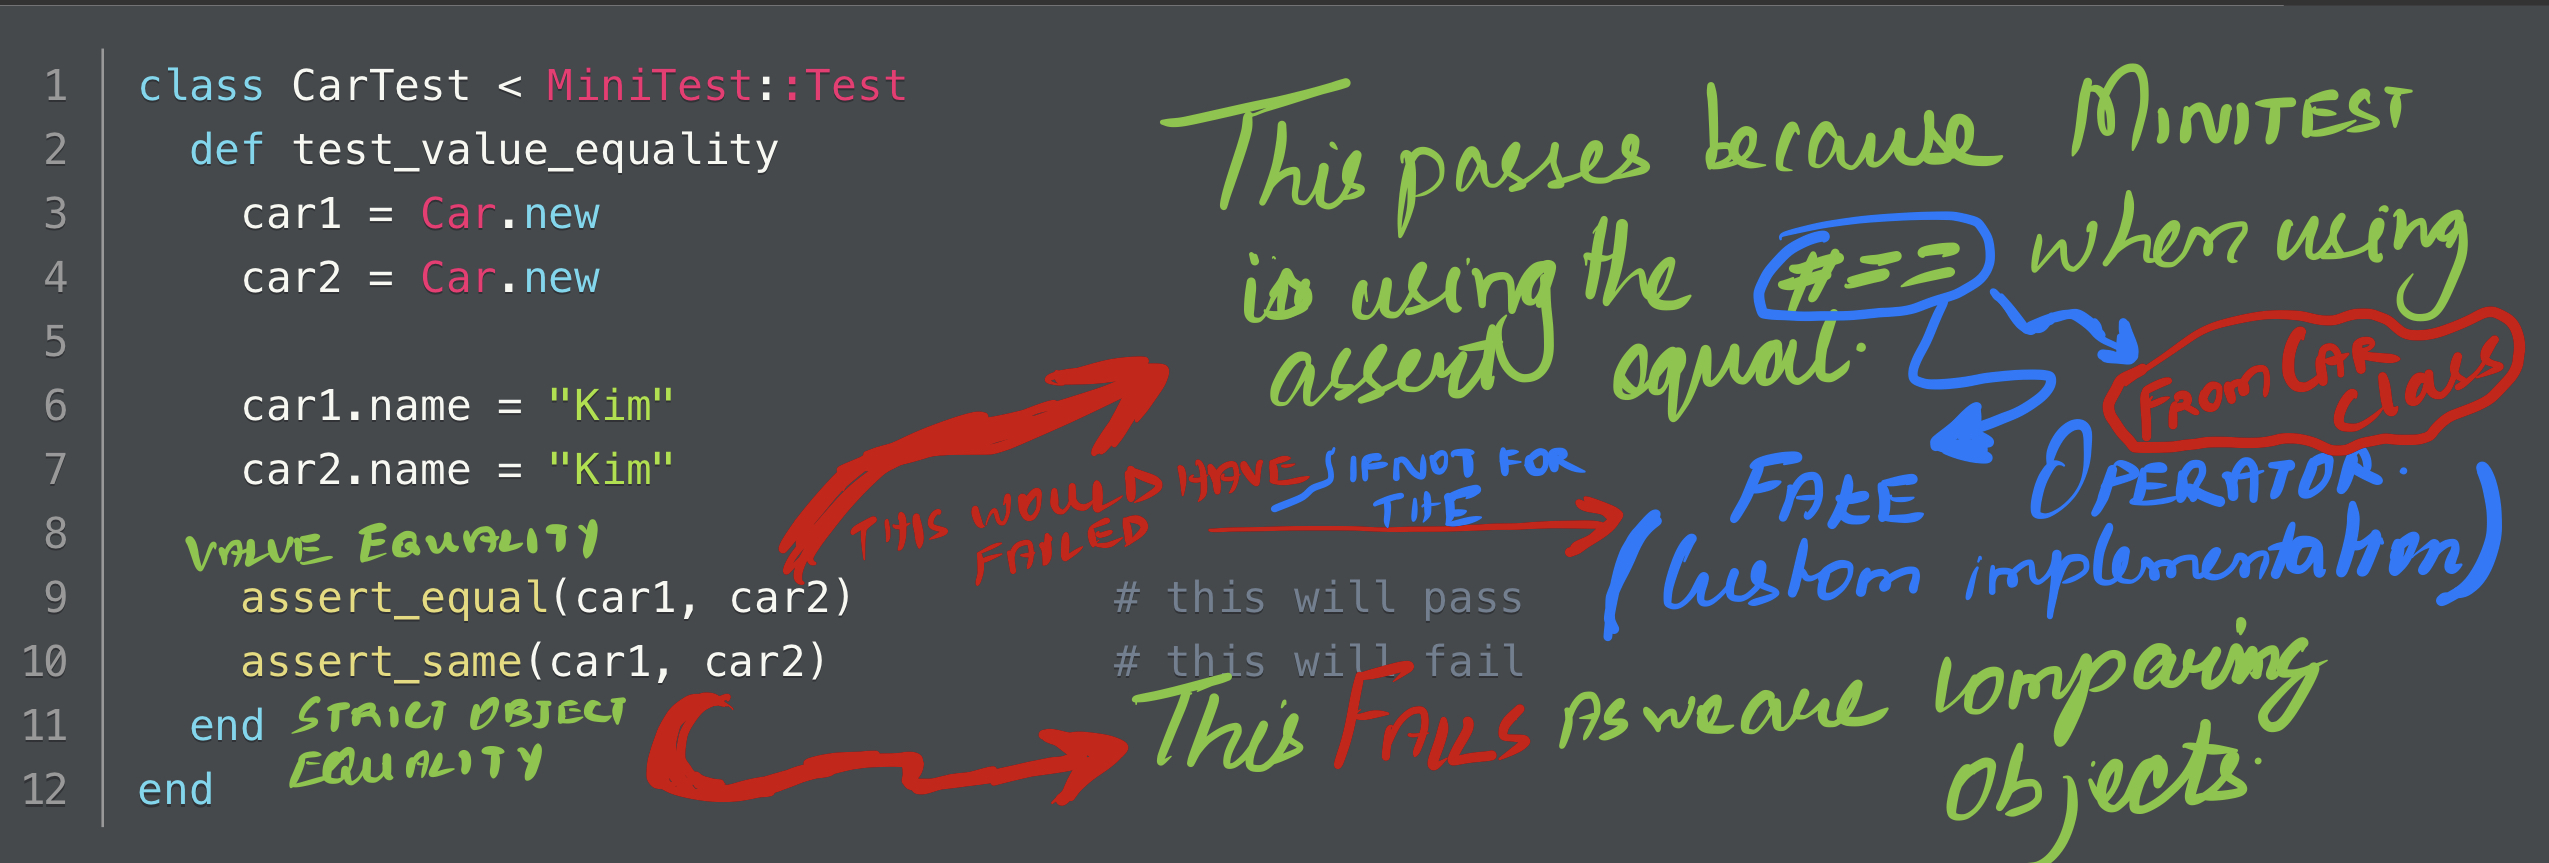 1 class CarTest < MiniTest::Test
2 def test_value_equality
3 car1 = Car.new
4 car2 = Car.new
5
6 car1.name = "Kim"
7 car2.name = "Kim"
8
VALUE EQUALITY
9 assert_equal(car1, car2) # this will pass
10 assert_same(car1, car2) # this will fail
11 end
STRICT OBJECT
EQUALITY
12 end
This passes because MINITEST
is using the #== when using
assert equal.
FROM CAR
Class
THIS WOULD HAVE
FAILED
IF NOT FOR
THE
FAKE OPERATOR.
(Custom implementation)
This FAILS As we are comparing
Objects.